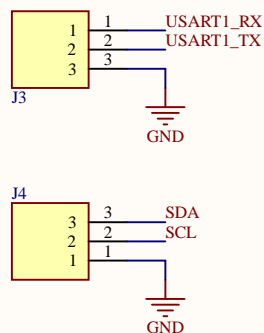 1 1 USART1_RX
2 2 USART1_TX
3 3
J3
GND
J4
3 3 SDA
2 2 SCL
1 1
GND